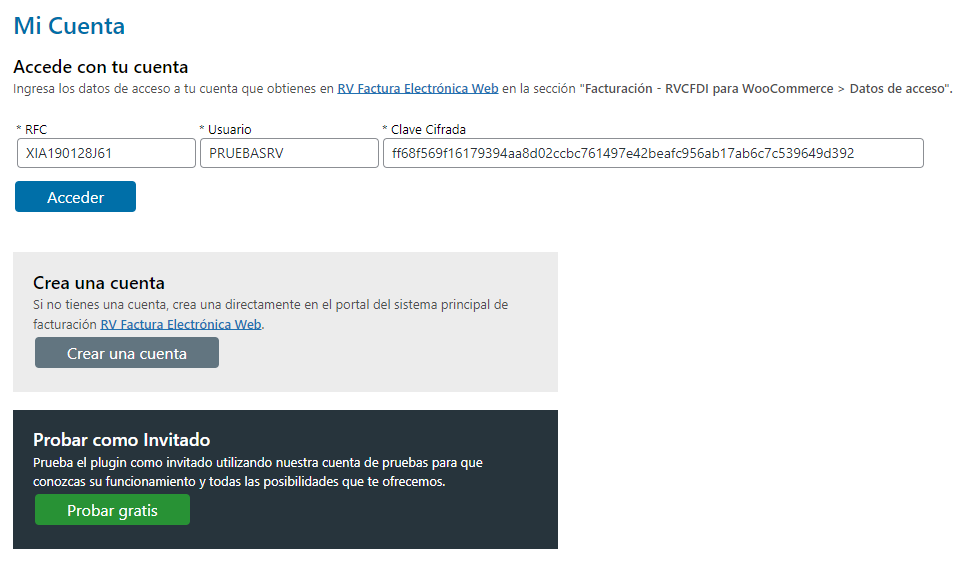 Mi Cuenta
Accede con tu cuenta
Ingresa los datos de acceso a tu cuenta que obtienes en RV Factura Electrónica Web en la sección "Facturación - RVCFDI para WooCommerce > Datos de acceso".
* RFC * Usuario * Clave Cifrada
XIA190128J61 PRUEBASRV ff68f569f16179394aa8d02ccbc761497e42beafc956ab17ab6c7c539649d392
Acceder
Crea una cuenta
Si no tienes una cuenta, crea una directamente en el portal del sistema principal de
facturación RV Factura Electrónica Web.
Crear una cuenta
Probar como Invitado
Prueba el plugin como invitado utilizando nuestra cuenta de pruebas para que
conozcas su funcionamiento y todas las posibilidades que te ofrecemos.
Probar gratis